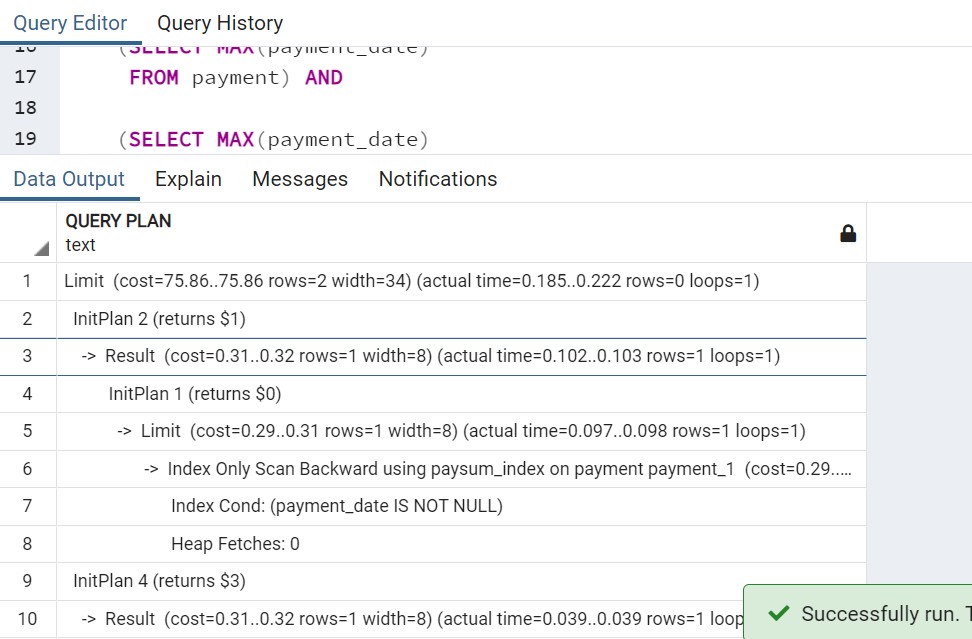 Query Editor Query History
16 (SELECT MAX(payment_date)
17 FROM payment) AND
18
19 (SELECT MAX(payment_date)
Data Output Explain Messages Notifications
QUERY PLAN
text
1 Limit (cost=75.86..75.86 rows=2 width=34) (actual time=0.185..0.222 rows=0 loops=1)
2 InitPlan 2 (returns $1)
3 -> Result (cost=0.31..0.32 rows=1 width=8) (actual time=0.102..0.103 rows=1 loops=1)
4 InitPlan 1 (returns $0)
5 -> Limit (cost=0.29..0.31 rows=1 width=8) (actual time=0.097..0.098 rows=1 loops=1)
6 -> Index Only Scan Backward using paysum_index on payment payment_1 (cost=0.29..…
7 Index Cond: (payment_date IS NOT NULL)
8 Heap Fetches: 0
9 InitPlan 4 (returns $3)
10 -> Result (cost=0.31..0.32 rows=1 width=8) (actual time=0.039..0.039 rows=1 loop
Successfully run. T